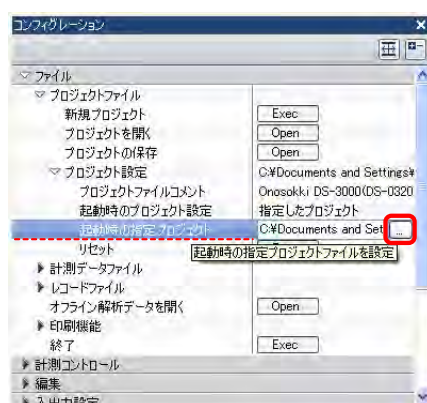 コンフィグレーション
ファイル
プロジェクトファイル
新規プロジェクト Exec
プロジェクトを開く Open
プロジェクトの保存 Open
プロジェクト設定 C:¥Documents and Settings¥
プロジェクトファイルコメント Onosokki DS-3000(DS-0320
起動時のプロジェクト設定 指定したプロジェクト
起動時の指定プロジェクト C:¥Documents and Set ...
リセット
起動時の指定プロジェクトファイルを設定
計測データファイル
レコードファイル
オフライン解析データを開く Open
印刷機能
終了 Exec
計測コントロール
編集
入出力設定